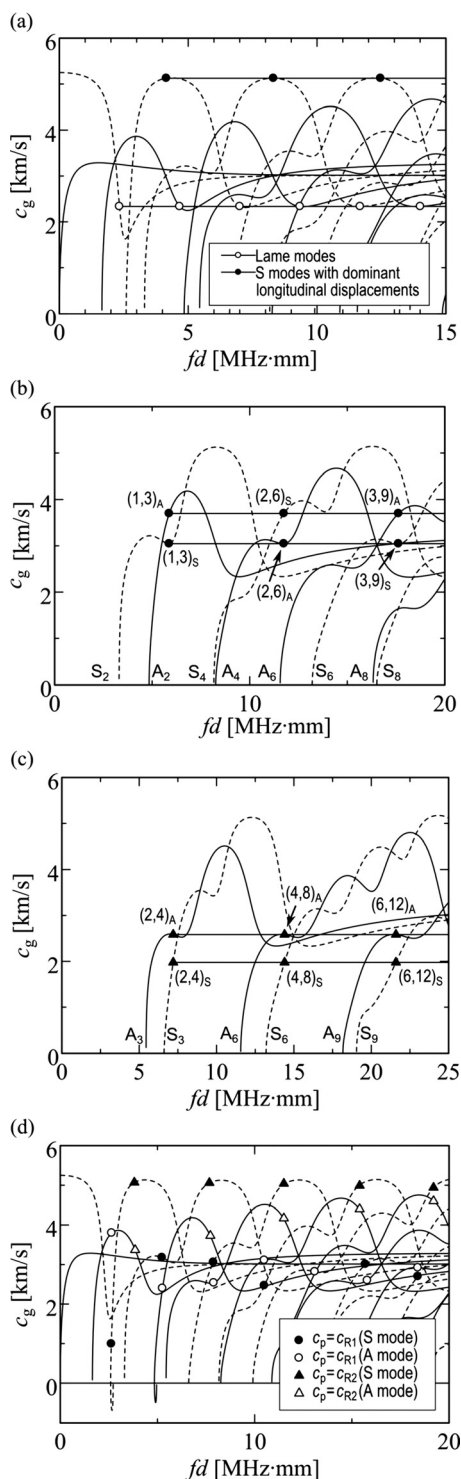 (a)
6
4
2
0
c_g [km/s]
Lame modes
S modes with dominant
longitudinal displacements
0 5 10 15
fd [MHz·mm]
(b)
6
4
2
0
c_g [km/s]
(1,3)_A (2,6)_S (3,9)_A
(1,3)_S (2,6)_A (3,9)_S
S_2 A_2 S_4 A_4 A_6 S_6 A_8 S_8
0 5 10 15 20
fd [MHz·mm]
(c)
6
4
2
0
c_g [km/s]
(2,4)_A (4,8)_A (6,12)_A
(2,4)_S (4,8)_S (6,12)_S
A_3 S_3 A_6 S_6 A_9 S_9
0 5 10 15 20 25
fd [MHz·mm]
(d)
6
4
2
0
c_g [km/s]
c_p=c_R1(S mode)
c_p=c_R1(A mode)
c_p=c_R2(S mode)
c_p=c_R2(A mode)
0 5 10 15 20
fd [MHz·mm]